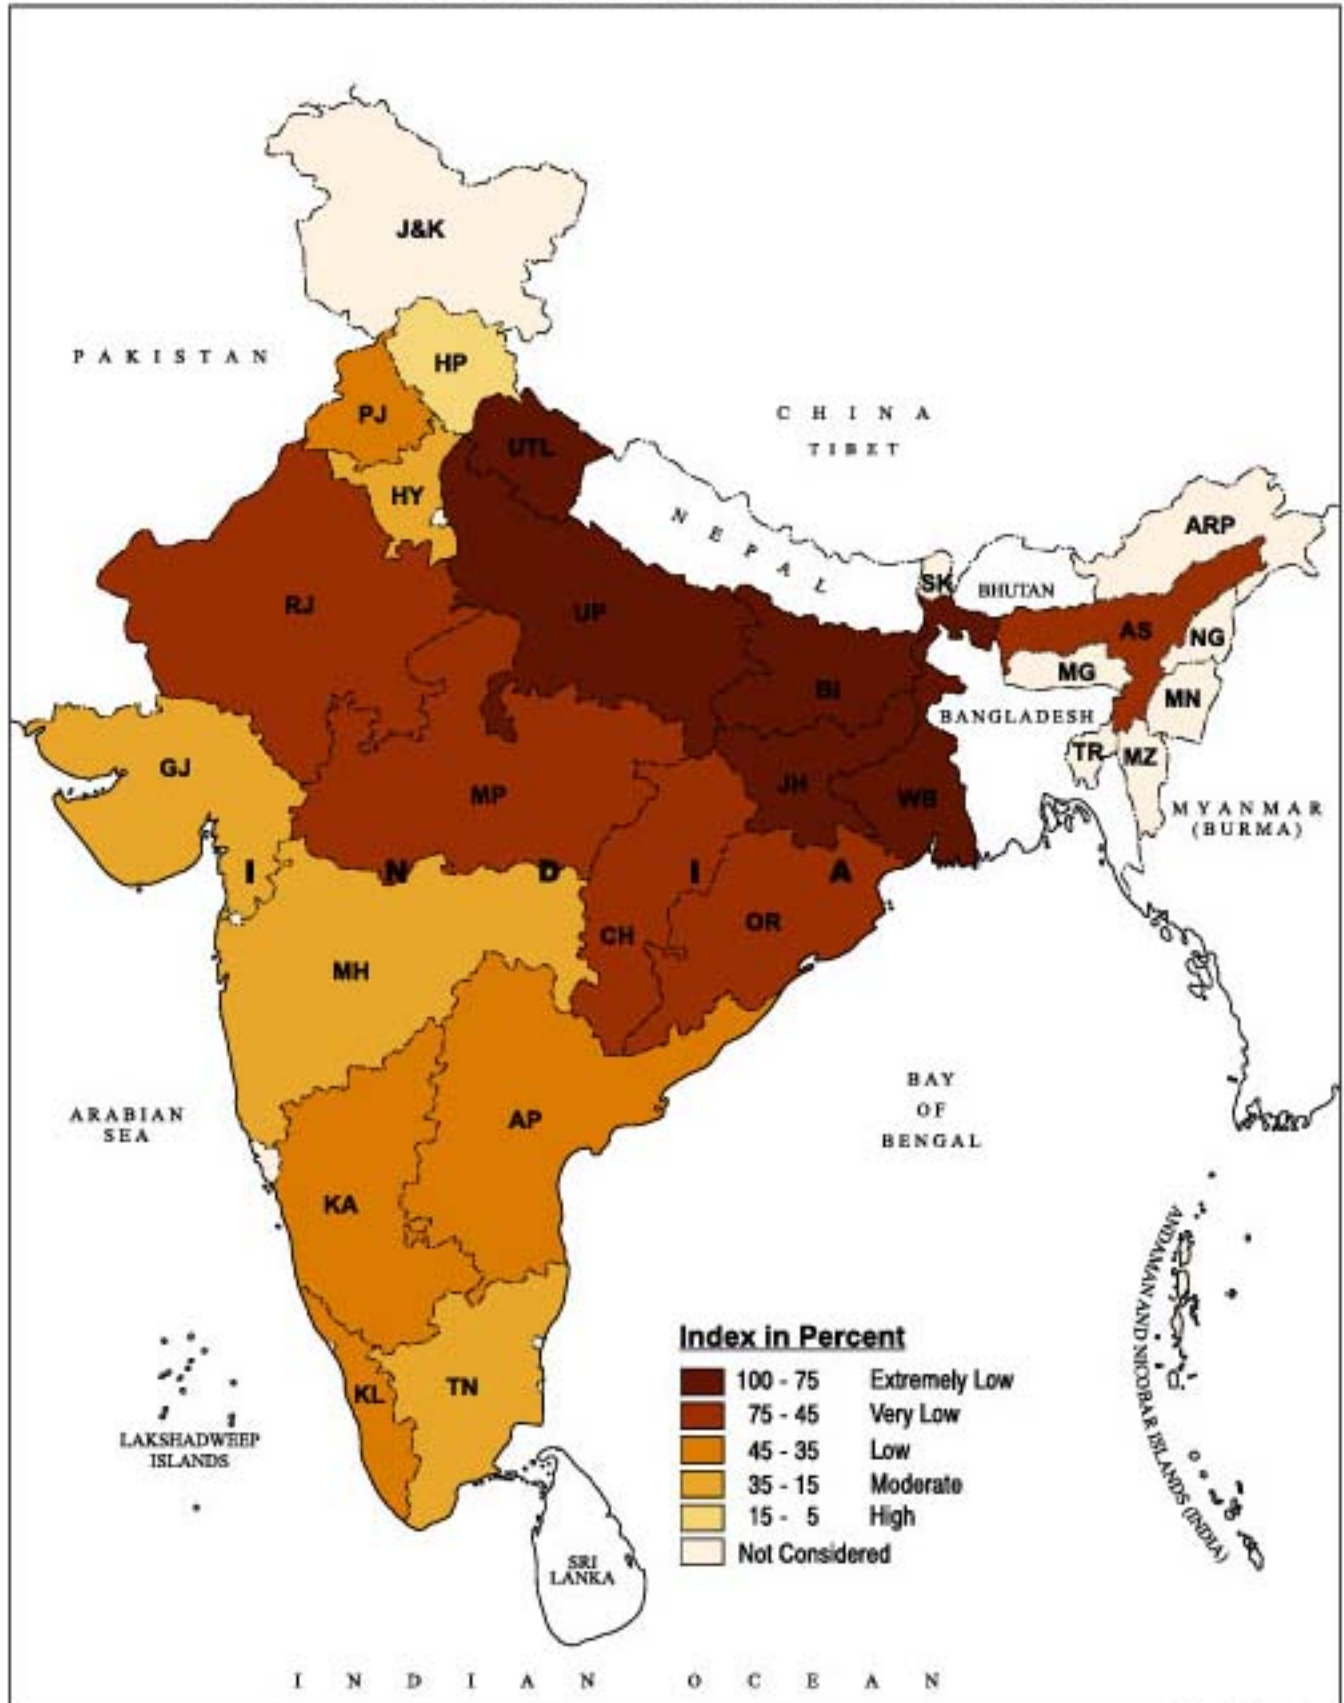 J&K
HP
P A K I S T A N
PJ
C H I N A
TIBET
UTL
HY
N E P A L
ARP
SK
BHUTAN
RJ
UP
AS
NG
MG
BI
MN
BANGLADESH
GJ
TR
MZ
MP
JH
WB
MYANMAR
(BURMA)
I N D I A
CH
OR
MH
BAY
OF
BENGAL
ARABIAN
SEA
AP
KA
ANDAMAN AND NICOBAR ISLANDS (INDIA)
Index in Percent
100 - 75 Extremely Low
75 - 45 Very Low
45 - 35 Low
35 - 15 Moderate
15 - 5 High
Not Considered
KL
TN
LAKSHADWEEP
ISLANDS
SRI
LANKA
I N D I A N O C E A N